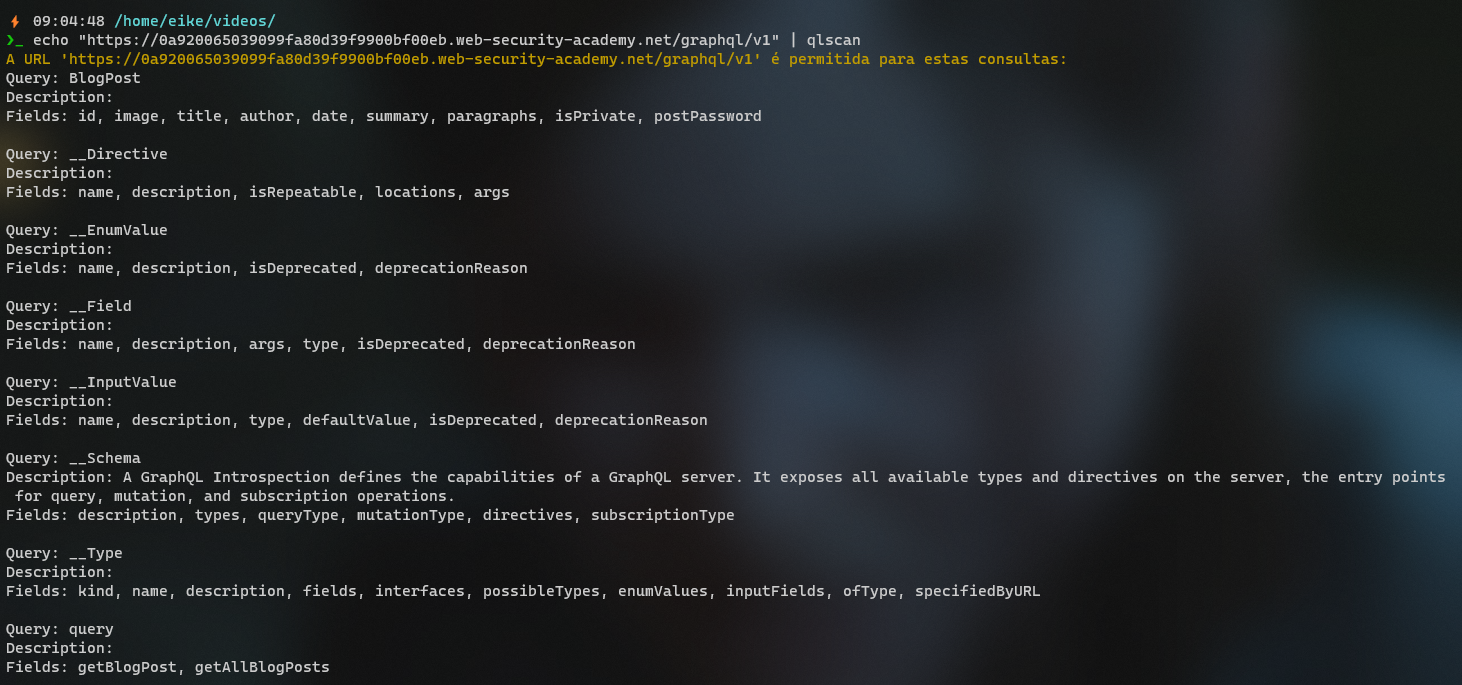 09:04:48 /home/eike/videos/
❯_ echo "https://0a920065039099fa80d39f9900bf00eb.web-security-academy.net/graphql/v1" | qlscan
A URL 'https://0a920065039099fa80d39f9900bf00eb.web-security-academy.net/graphql/v1' é permitida para estas consultas:
Query: BlogPost
Description:
Fields: id, image, title, author, date, summary, paragraphs, isPrivate, postPassword
Query: __Directive
Description:
Fields: name, description, isRepeatable, locations, args
Query: __EnumValue
Description:
Fields: name, description, isDeprecated, deprecationReason
Query: __Field
Description:
Fields: name, description, args, type, isDeprecated, deprecationReason
Query: __InputValue
Description:
Fields: name, description, type, defaultValue, isDeprecated, deprecationReason
Query: __Schema
Description: A GraphQL Introspection defines the capabilities of a GraphQL server. It exposes all available types and directives on the server, the entry points
for query, mutation, and subscription operations.
Fields: description, types, queryType, mutationType, directives, subscriptionType
Query: __Type
Description:
Fields: kind, name, description, fields, interfaces, possibleTypes, enumValues, inputFields, ofType, specifiedByURL
Query: query
Description:
Fields: getBlogPost, getAllBlogPosts